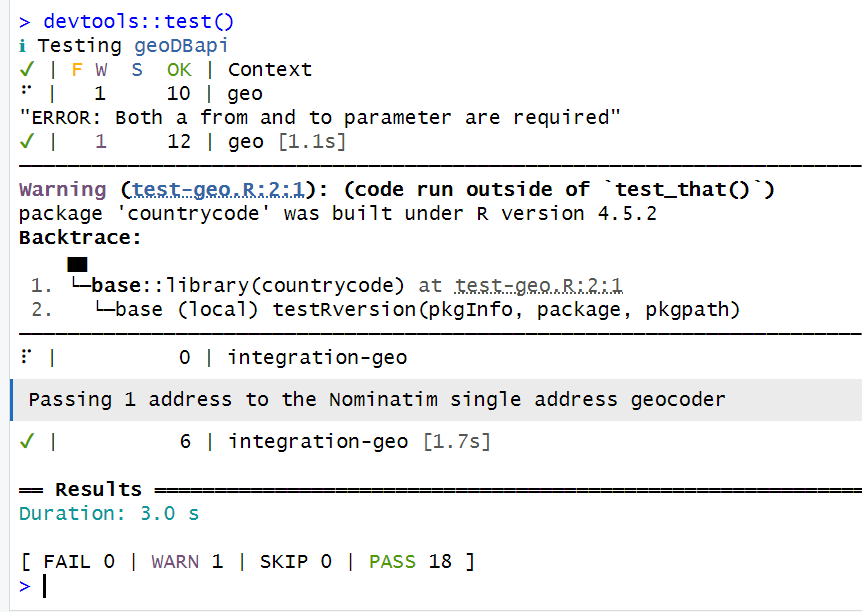 > devtools::test()
ℹ Testing geoDBapi
✓ | F W  S  OK | Context
⠋ |   1     10 | geo
"ERROR: Both a from and to parameter are required"
✓ |   1     12 | geo [1.1s]
Warning (test-geo.R:2:1): (code run outside of `test_that()`)
package 'countrycode' was built under R version 4.5.2
Backtrace:
1. └─base::library(countrycode) at test-geo.R:2:1
2.   └─base (local) testRversion(pkgInfo, package, pkgpath)
⠏ |          0 | integration-geo
Passing 1 address to the Nominatim single address geocoder
✓ |          6 | integration-geo [1.7s]
══ Results ══
Duration: 3.0 s
[ FAIL 0 | WARN 1 | SKIP 0 | PASS 18 ]
>